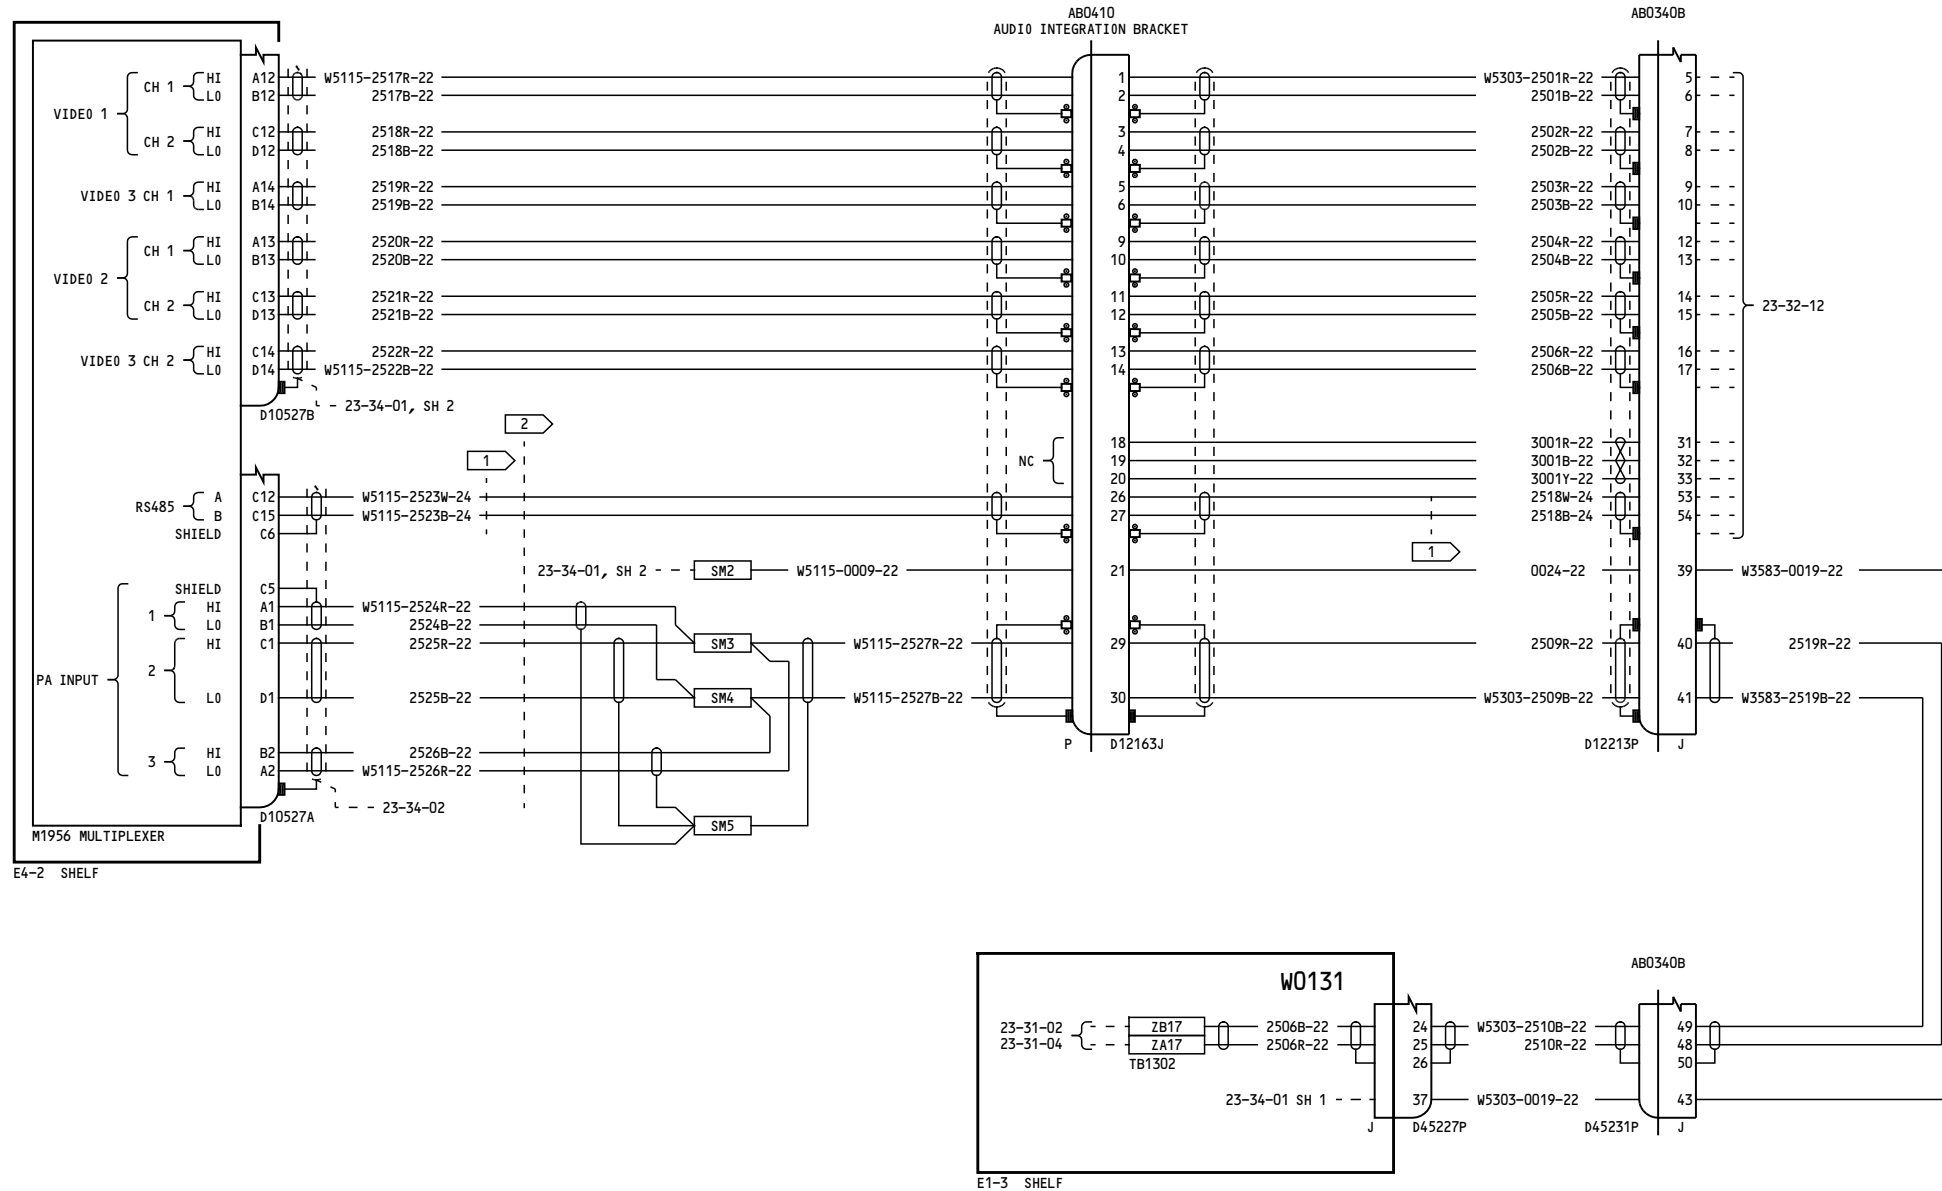 AB0410
AUDIO INTEGRATION BRACKET
AB0340B
VIDEO 1
CH 1
HI A12 W5115-2517R-22 1 W5303-2501R-22 5
LO B12 2517B-22 2 2501B-22 6
CH 2
HI C12 2518R-22 3 2502R-22 7
LO D12 2518B-22 4 2502B-22 8
VIDEO 3 CH 1
HI A14 2519R-22 5 2503R-22 9
LO B14 2519B-22 6 2503B-22 10
VIDEO 2
CH 1
HI A13 2520R-22 9 2504R-22 12
LO B13 2520B-22 10 2504B-22 13
CH 2
HI C13 2521R-22 11 2505R-22 14
LO D13 2521B-22 12 2505B-22 15
23-32-12
VIDEO 3 CH 2
HI C14 2522R-22 13 2506R-22 16
LO D14 W5115-2522B-22 14 2506B-22 17
D10527B
23-34-01, SH 2
2
1
NC
18 3001R-22 31
19 3001B-22 32
20 3001Y-22 33
RS485
A C12 W5115-2523W-24 26 2518W-24 53
B C15 W5115-2523B-24 27 2518B-24 54
SHIELD C6
1
23-34-01, SH 2 SM2 W5115-0009-22 21 0024-22 39 W3583-0019-22
PA INPUT
SHIELD C5
1
HI A1 W5115-2524R-22
LO B1 2524B-22
2
HI C1 2525R-22 SM3 W5115-2527R-22 29 2509R-22 40 2519R-22
LO D1 2525B-22 SM4 W5115-2527B-22 30 W5303-2509B-22 41 W3583-2519B-22
P D12163J
D12213P J
3
HI B2 2526B-22
LO A2 W5115-2526R-22
23-34-02
D10527A
SM5
M1956 MULTIPLEXER
E4-2 SHELF
W0131
AB0340B
23-31-02 ZB17 2506B-22 24 W5303-2510B-22 49
23-31-04 ZA17 2506R-22 25 2510R-22 48
TB1302
26 50
23-34-01 SH 1 37 W5303-0019-22 43
J D45227P
D45231P J
E1-3 SHELF